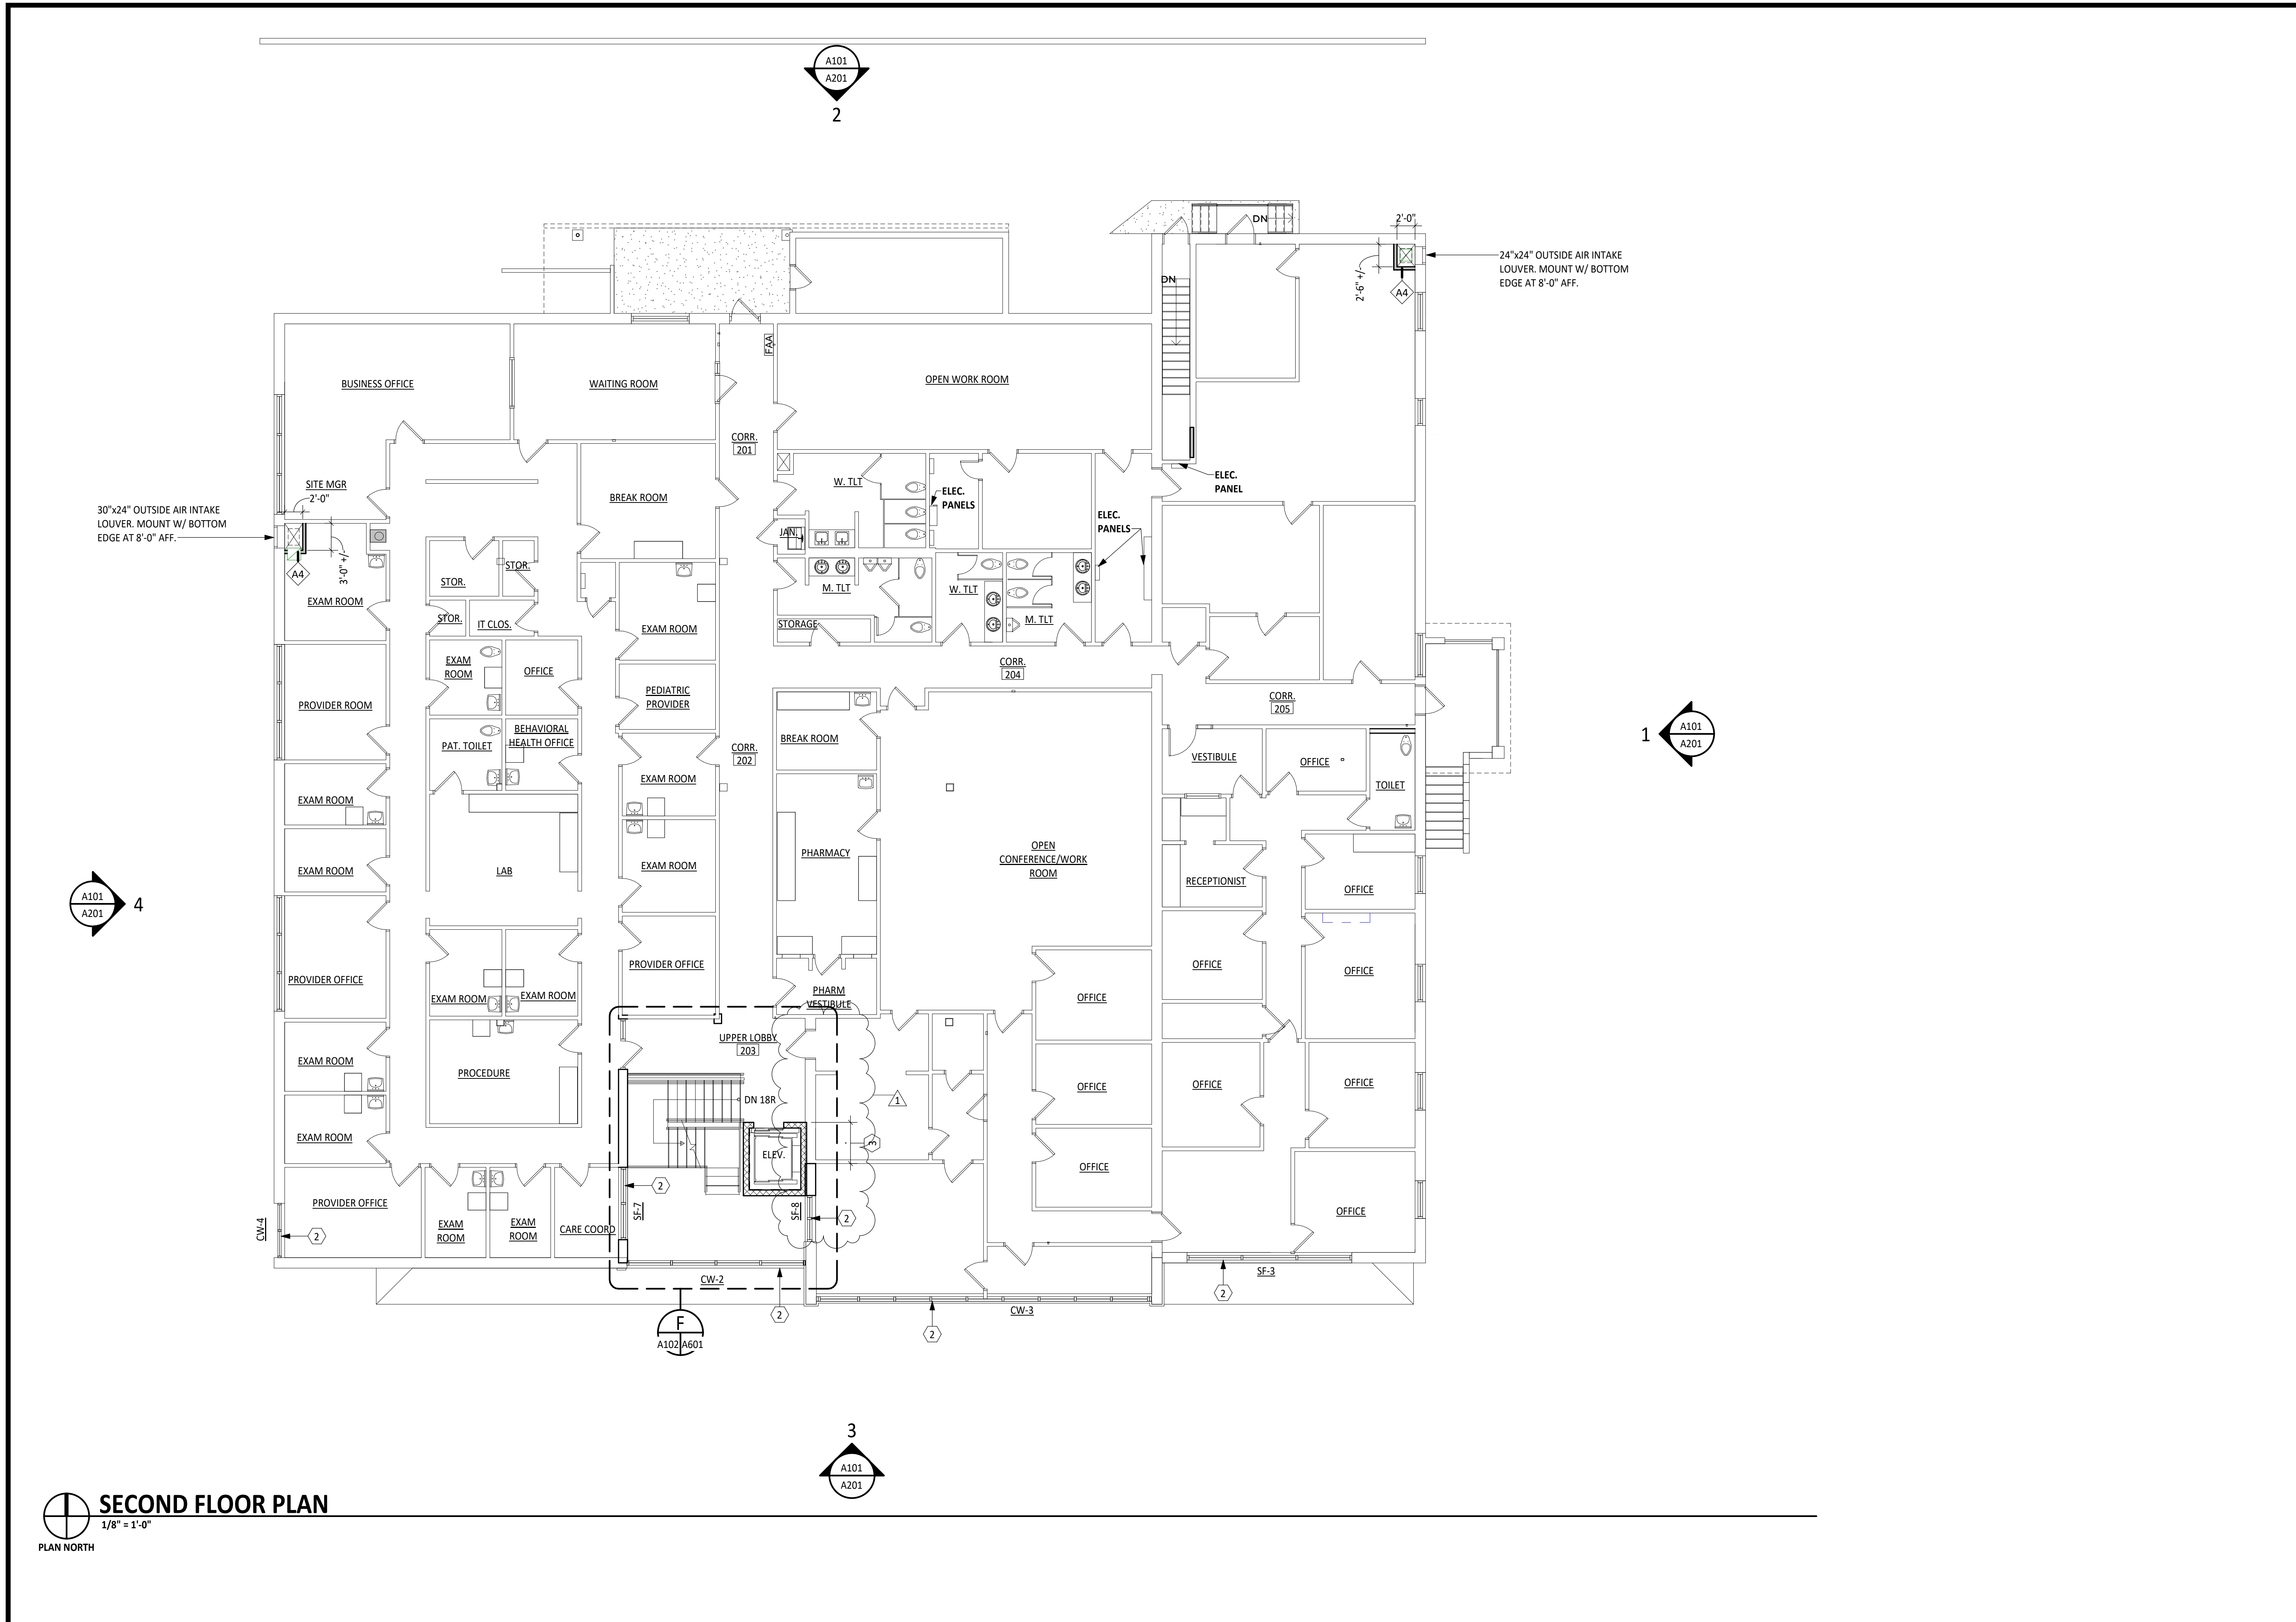 A101
A201
2
DN
2'-0"
24"x24" OUTSIDE AIR INTAKE
LOUVER. MOUNT W/ BOTTOM
EDGE AT 8'-0" AFF.
2'-6" +/-
A4
DN
FAA
BUSINESS OFFICE
WAITING ROOM
OPEN WORK ROOM
CORR.
201
SITE MGR
2'-0"
BREAK ROOM
W. TLT
ELEC.
PANELS
ELEC.
PANEL
30"x24" OUTSIDE AIR INTAKE
LOUVER. MOUNT W/ BOTTOM
EDGE AT 8'-0" AFF.
ELEC.
PANELS
JAN.
A4
3'-0" +/-
EXAM ROOM
STOR.
STOR.
STOR.
IT CLOS.
M. TLT
W. TLT
M. TLT
STORAGE
EXAM ROOM
EXAM
ROOM
OFFICE
CORR.
204
PEDIATRIC
PROVIDER
CORR.
205
PROVIDER ROOM
PAT. TOILET
BEHAVIORAL
HEALTH OFFICE
BREAK ROOM
CORR.
202
1
A101
A201
VESTIBULE
OFFICE
TOILET
EXAM ROOM
EXAM ROOM
PHARMACY
OPEN
CONFERENCE/WORK
ROOM
EXAM ROOM
LAB
EXAM ROOM
RECEPTIONIST
OFFICE
A101
A201
4
PROVIDER OFFICE
EXAM ROOM
EXAM ROOM
PROVIDER OFFICE
PHARM
VESTIBULE
OFFICE
OFFICE
OFFICE
UPPER LOBBY
203
EXAM ROOM
PROCEDURE
OFFICE
OFFICE
OFFICE
DN 18R
1
EXAM ROOM
ELEV.
3
OFFICE
PROVIDER OFFICE
EXAM
ROOM
EXAM
ROOM
CARE COORD
2
SF-7
SF-8
2
OFFICE
CW-4
2
CW-2
2
CW-3
2
SF-3
2
F
A102
A601
3
A101
A201
SECOND FLOOR PLAN
1/8" = 1'-0"
PLAN NORTH